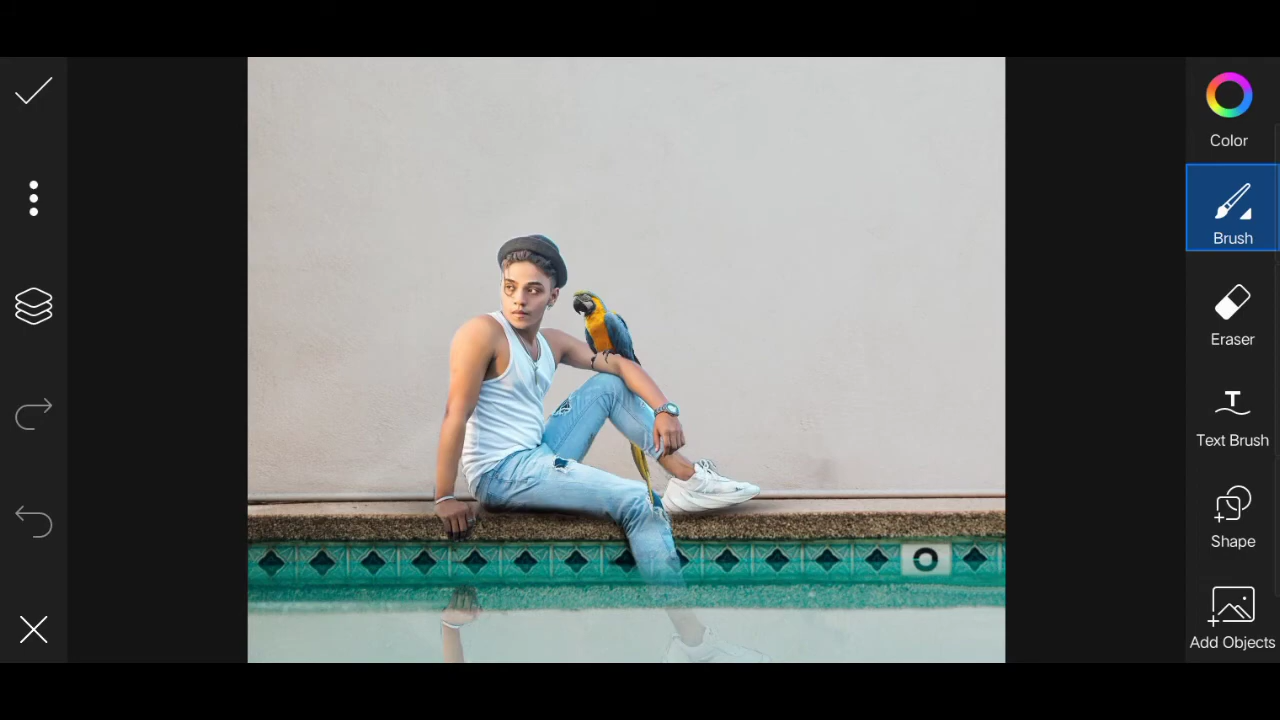 Color
Brush
Eraser
Text Brush
Shape
Add Objects